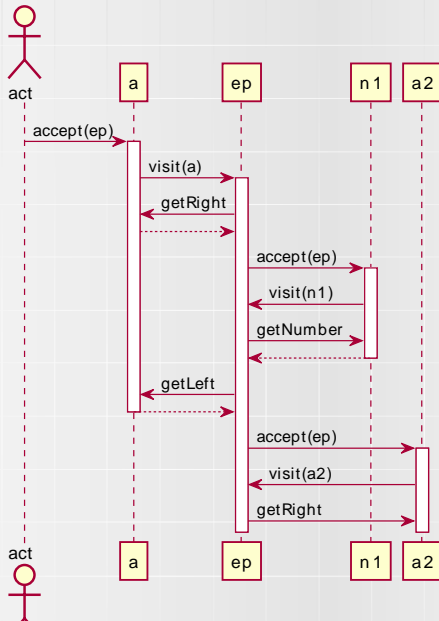 act
a
ep
n1
a2
accept(ep)
visit(a)
getRight
accept(ep)
visit(n1)
getNumber
getLeft
accept(ep)
visit(a2)
getRight
act
a
ep
n1
a2